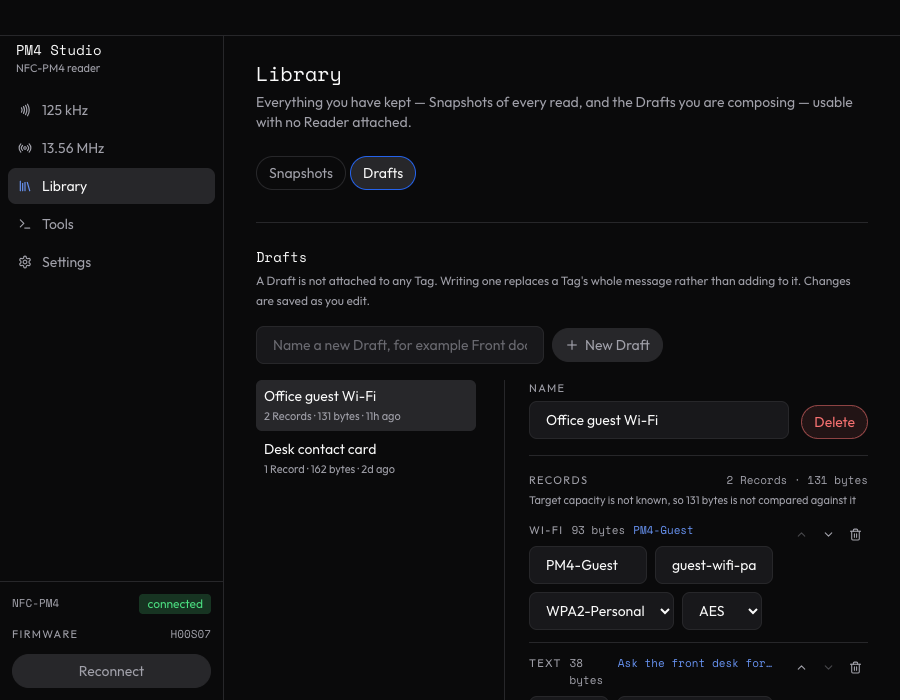 PM4 Studio
NFC-PM4 reader
125 kHz
13.56 MHz
Library
Tools
Settings
NFC-PM4 connected
FIRMWARE H00S07
Reconnect
Library
Everything you have kept — Snapshots of every read, and the Drafts you are composing — usable
with no Reader attached.
Snapshots Drafts
Drafts
A Draft is not attached to any Tag. Writing one replaces a Tag's whole message rather than adding to it. Changes
are saved as you edit.
Name a new Draft, for example Front doo
+ New Draft
Office guest Wi-Fi
2 Records · 131 bytes · 11h ago
Desk contact card
1 Record · 162 bytes · 2d ago
NAME
Office guest Wi-Fi
Delete
RECORDS 2 Records · 131 bytes
Target capacity is not known, so 131 bytes is not compared against it
WI-FI 93 bytes PM4-Guest
PM4-Guest guest-wifi-pa
WPA2-Personal AES
TEXT 38 bytes Ask the front desk for…